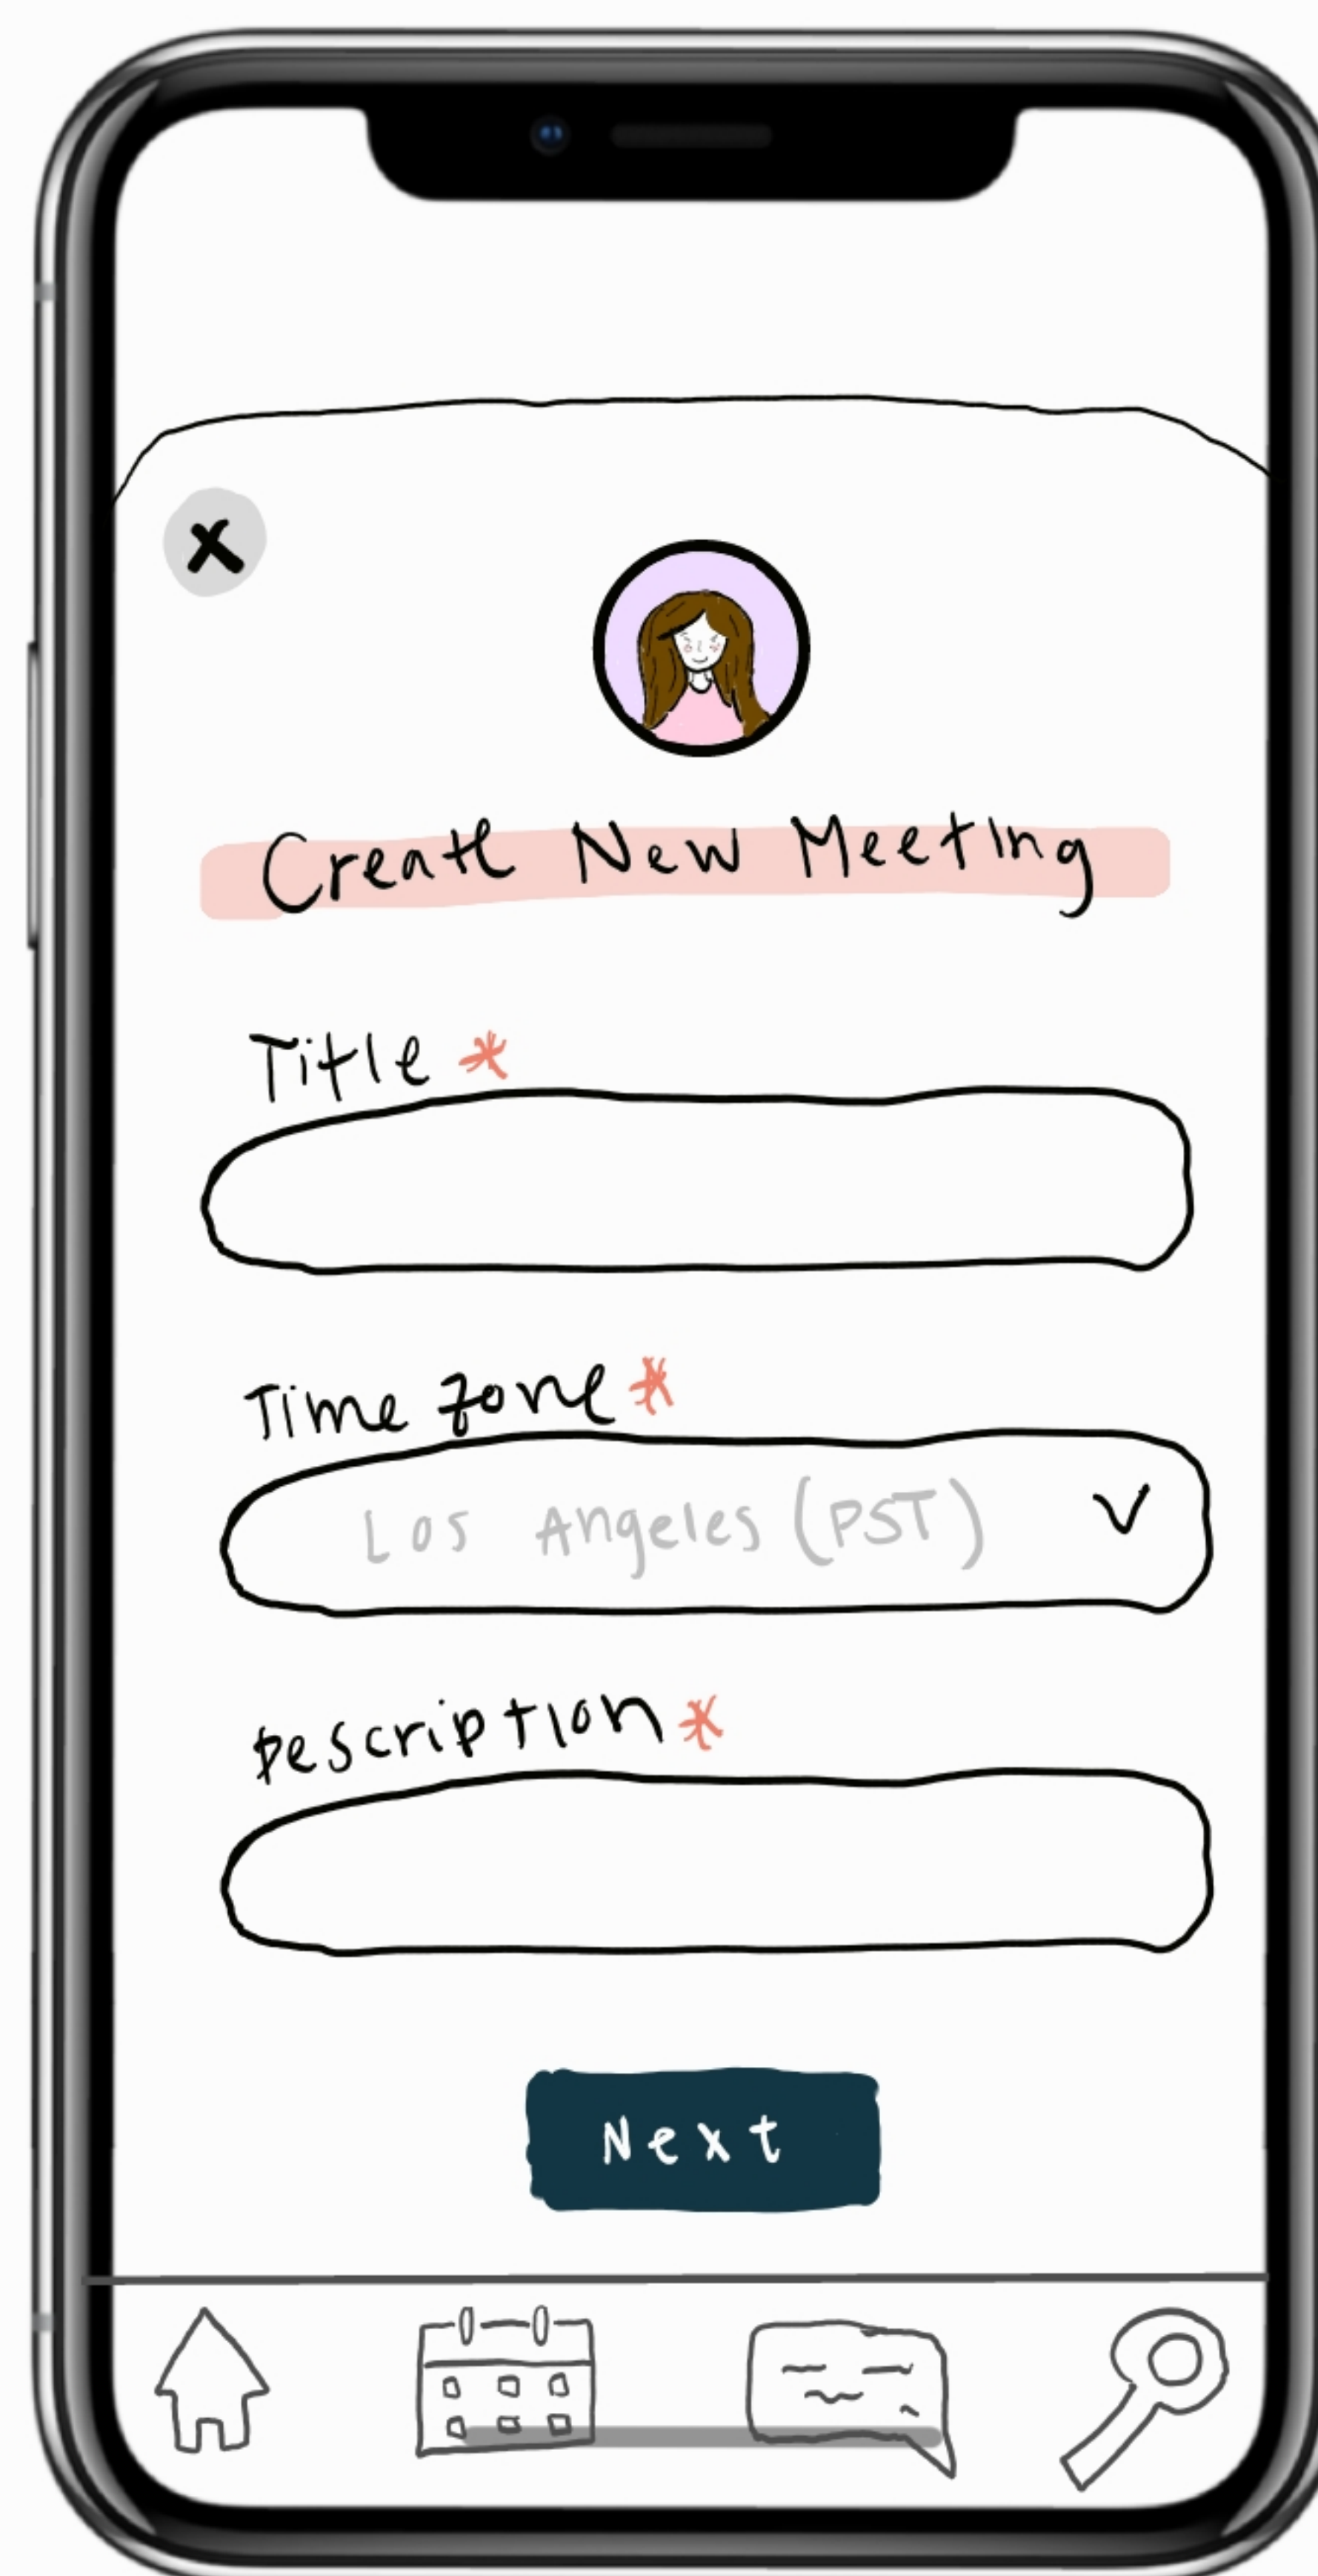 X
Create New Meeting
Title *
Time zone *
Los Angeles (PST)
Description *
Next